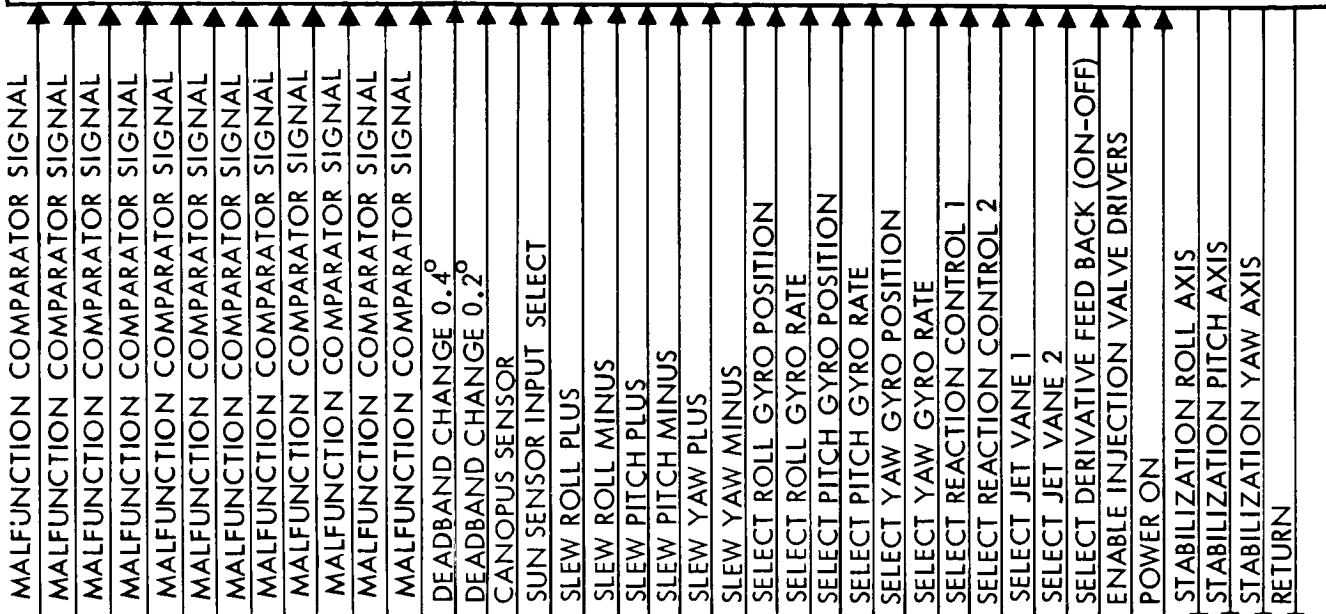 MALFUNCTION COMPARATOR SIGNAL
MALFUNCTION COMPARATOR SIGNAL
MALFUNCTION COMPARATOR SIGNAL
MALFUNCTION COMPARATOR SIGNAL
MALFUNCTION COMPARATOR SIGNAL
MALFUNCTION COMPARATOR SIGNAL
MALFUNCTION COMPARATOR SIGNAL
MALFUNCTION COMPARATOR SIGNAL
MALFUNCTION COMPARATOR SIGNAL
MALFUNCTION COMPARATOR SIGNAL
MALFUNCTION COMPARATOR SIGNAL
MALFUNCTION COMPARATOR SIGNAL
DEADBAND CHANGE 0.4°
DEADBAND CHANGE 0.2°
CANOPUS SENSOR
SUN SENSOR INPUT SELECT
SLEW ROLL PLUS
SLEW ROLL MINUS
SLEW PITCH PLUS
SLEW PITCH MINUS
SLEW YAW PLUS
SLEW YAW MINUS
SELECT ROLL GYRO POSITION
SELECT ROLL GYRO RATE
SELECT PITCH GYRO POSITION
SELECT PITCH GYRO RATE
SELECT YAW GYRO POSITION
SELECT YAW GYRO RATE
SELECT REACTION CONTROL 1
SELECT REACTION CONTROL 2
SELECT JET VANE 1
SELECT JET VANE 2
SELECT DERIVATIVE FEED BACK (ON-OFF)
ENABLE INJECTION VALVE DRIVERS
POWER ON
STABILIZATION ROLL AXIS
STABILIZATION PITCH AXIS
STABILIZATION YAW AXIS
RETURN